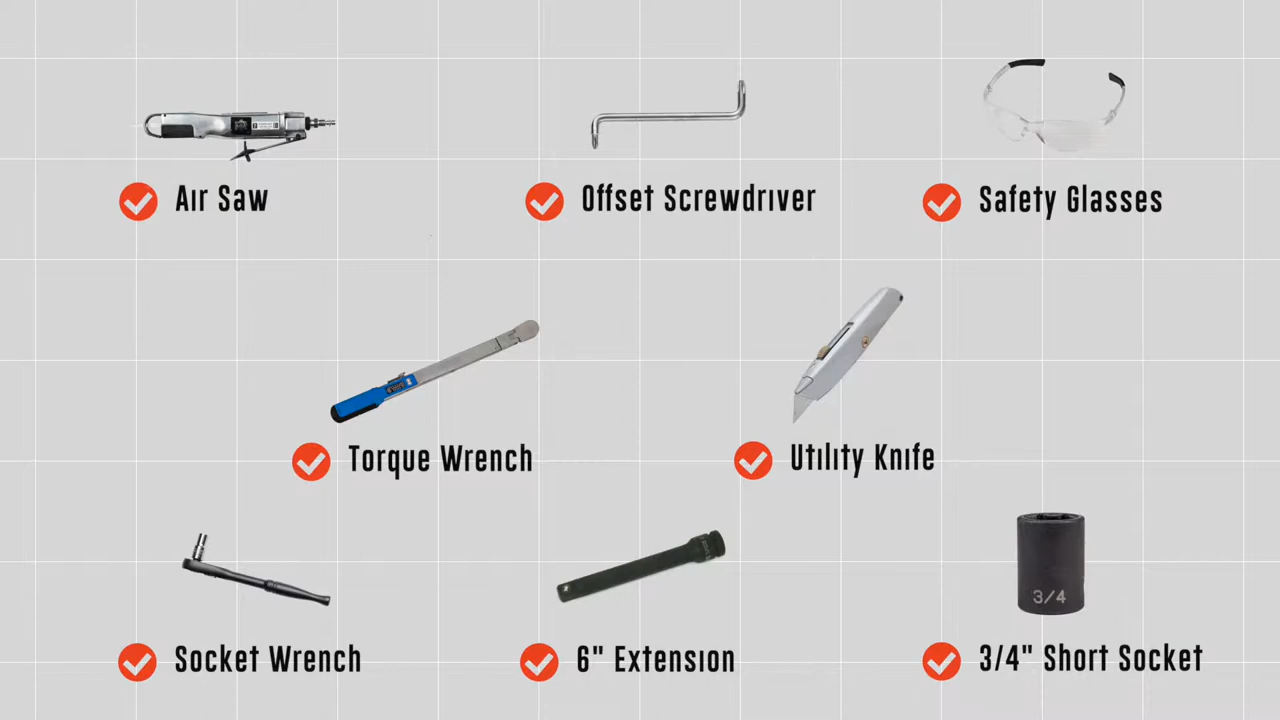 Air Saw
Offset Screwdriver
Safety Glasses
Torque Wrench
Utility Knife
3/4
Socket Wrench
6" Extension
3/4" Short Socket